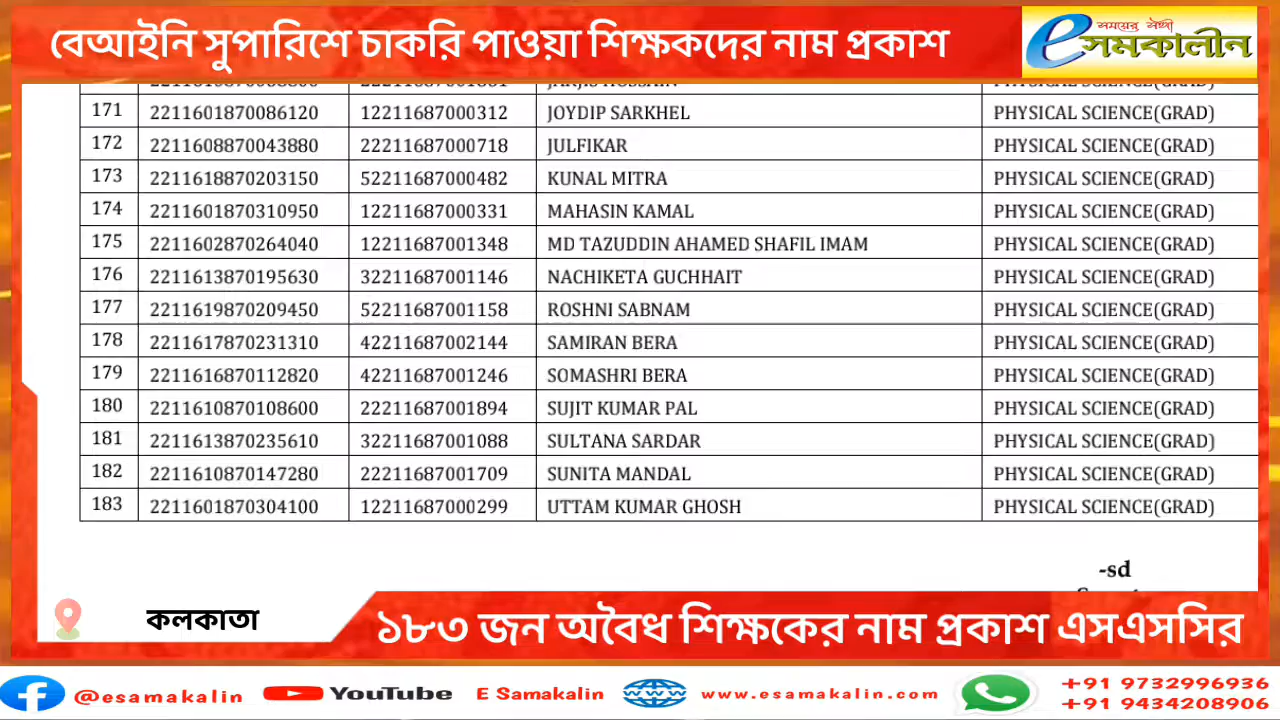 বেআইনি সুপারিশে চাকরি পাওয়া শিক্ষকদের নাম প্রকাশ
সময়ের সঙ্গী
eসমকালীন
171 2211601870086120 12211687000312 JOYDIP SARKHEL PHYSICAL SCIENCE(GRAD)
172 2211608870043880 22211687000718 JULFIKAR PHYSICAL SCIENCE(GRAD)
173 2211618870203150 52211687000482 KUNAL MITRA PHYSICAL SCIENCE(GRAD)
174 2211601870310950 12211687000331 MAHASIN KAMAL PHYSICAL SCIENCE(GRAD)
175 2211602870264040 12211687001348 MD TAZUDDIN AHAMED SHAFIL IMAM PHYSICAL SCIENCE(GRAD)
176 2211613870195630 32211687001146 NACHIKETA GUCHHAIT PHYSICAL SCIENCE(GRAD)
177 2211619870209450 52211687001158 ROSHNI SABNAM PHYSICAL SCIENCE(GRAD)
178 2211617870231310 42211687002144 SAMIRAN BERA PHYSICAL SCIENCE(GRAD)
179 2211616870112820 42211687001246 SOMASHRI BERA PHYSICAL SCIENCE(GRAD)
180 2211610870108600 22211687001894 SUJIT KUMAR PAL PHYSICAL SCIENCE(GRAD)
181 2211613870235610 32211687001088 SULTANA SARDAR PHYSICAL SCIENCE(GRAD)
182 2211610870147280 22211687001709 SUNITA MANDAL PHYSICAL SCIENCE(GRAD)
183 2211601870304100 12211687000299 UTTAM KUMAR GHOSH PHYSICAL SCIENCE(GRAD)
-sd
কলকাতা
১৮৩ জন অবৈধ শিক্ষকের নাম প্রকাশ এসএসসির
@esamakalin YouTube E Samakalin www.esamakalin.com +91 9732996936
+91 9434208906